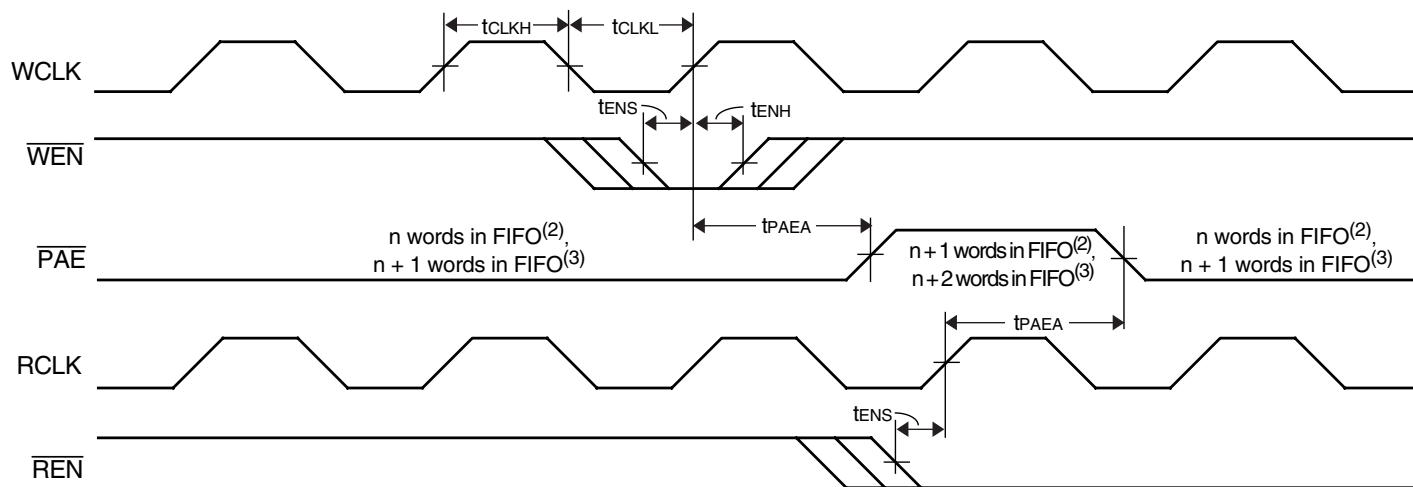 tCLKH
tCLKL
WCLK
tENS
tENH
WEN
tPAEA
n words in FIFO(2),
n + 1 words in FIFO(3)
PAE
n + 1 words in FIFO(2),
n + 2 words in FIFO(3)
n words in FIFO(2),
n + 1 words in FIFO(3)
tPAEA
RCLK
tENS
REN